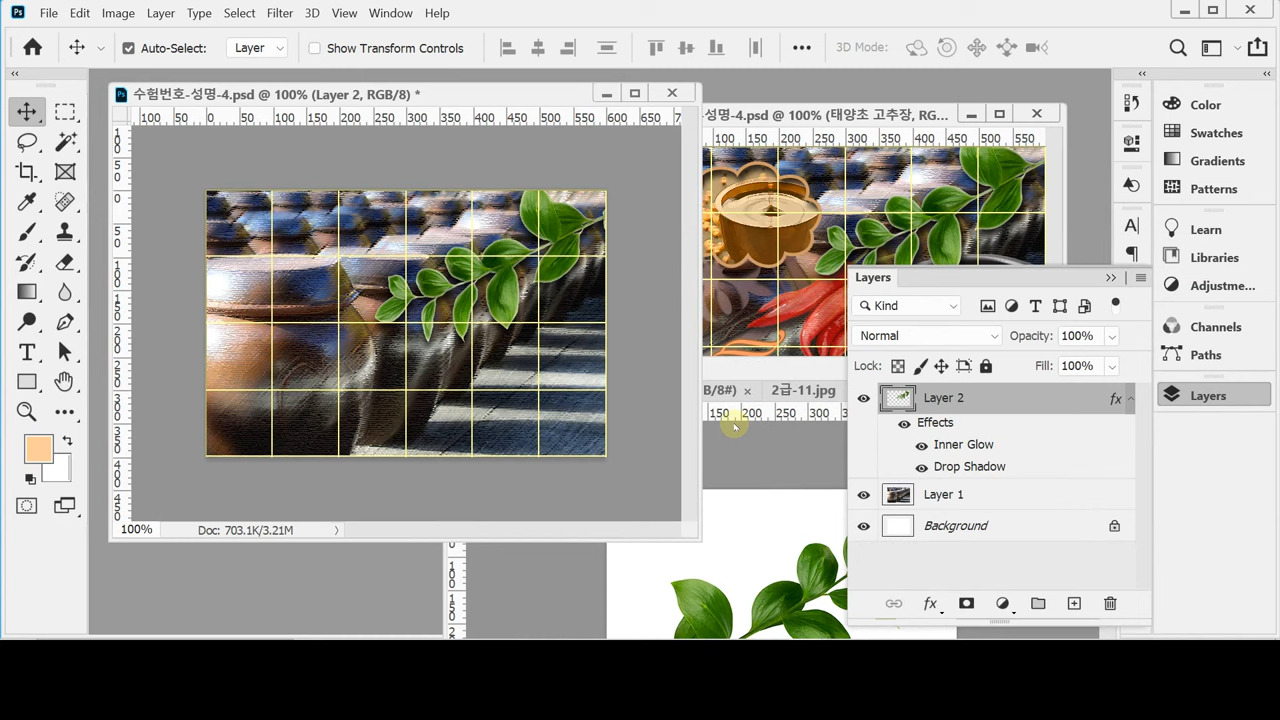 Ps File Edit Image Layer Type Select Filter 3D View Window Help
Auto-Select: Layer Show Transform Controls 3D Mode:
수험번호-성명-4.psd @ 100% (Layer 2, RGB/8) *
100 50 0 50 100 150 200 250 300 350 400 450 500 550 600 650 7
-성명-4.psd @ 100% (태양초 고추장, RG...
100 150 200 250 300 350 400 450 500 550
Color
Swatches
Gradients
Patterns
Learn
Libraries
Adjustme...
Channels
Paths
Layers
Layers
Kind
Normal Opacity: 100%
Lock: Fill: 100%
Layer 2 fx
Effects
Inner Glow
Drop Shadow
Layer 1
Background
fx
B/8#) × 2급-11.jpg
150 200 250 300 3
100% Doc: 703.1K/3.21M